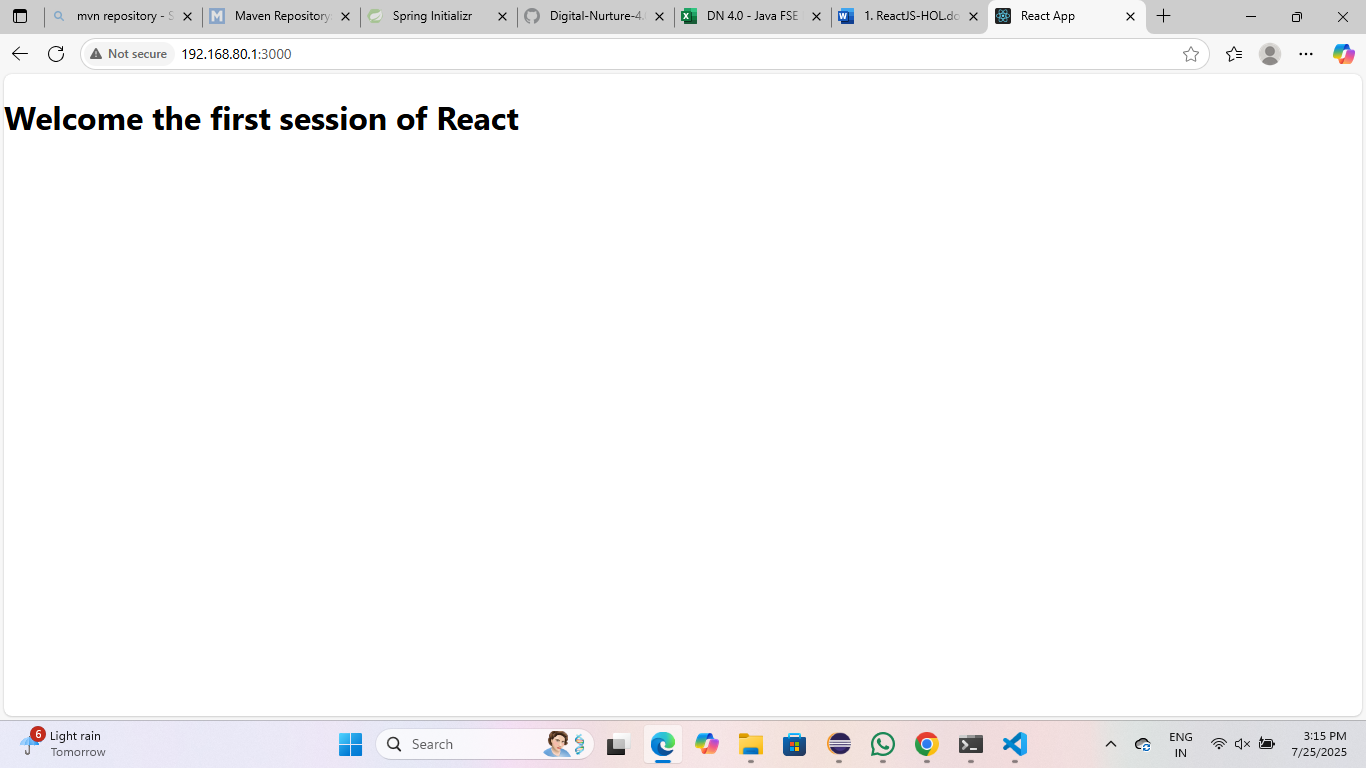 mvn repository - S
Maven Repository:
Spring Initializr
Digital-Nurture-4.
DN 4.0 - Java FSE
1. ReactJS-HOL.do
React App
Not secure
192.168.80.1:3000
Welcome the first session of React
6
Light rain
Tomorrow
Search
ENG
IN
3:15 PM
7/25/2025